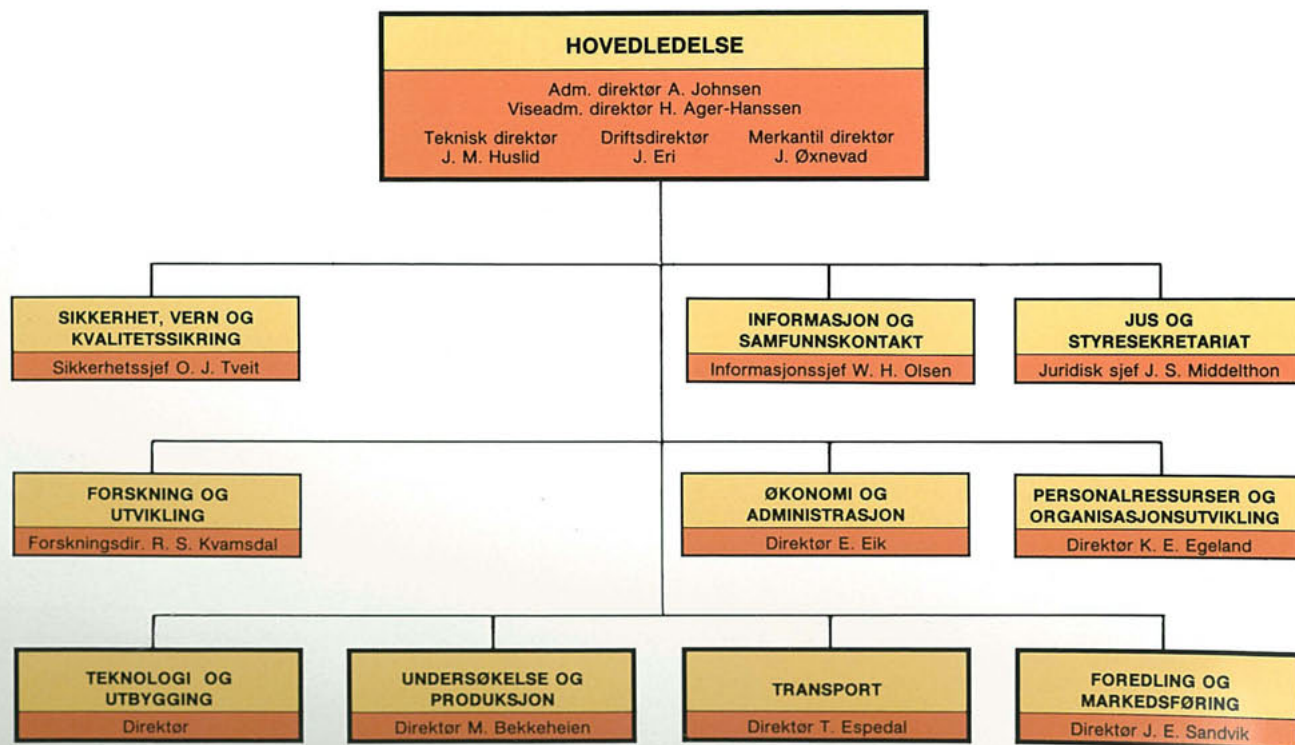 HOVEDLEDELSE
Adm. direktør A. Johnsen
Viseadm. direktør H. Ager-Hanssen
Teknisk direktør
J. M. Huslid
Driftsdirektør
J. Eri
Merkantil direktør
J. Øxnevad
SIKKERHET, VERN OG
KVALITETSSIKRING
Sikkerhetssjef O. J. Tveit
INFORMASJON OG
SAMFUNNSKONTAKT
Informasjonssjef W. H. Olsen
JUS OG
STYRESEKRETARIAT
Juridisk sjef J. S. Middelthon
FORSKNING OG
UTVIKLING
Forskningsdir. R. S. Kvamsdal
ØKONOMI OG
ADMINISTRASJON
Direktør E. Eik
PERSONALRESSURSER OG
ORGANISASJONSUTVIKLING
Direktør K. E. Egeland
TEKNOLOGI OG
UTBYGGING
Direktør
UNDERSØKELSE OG
PRODUKSJON
Direktør M. Bekkeheien
TRANSPORT
Direktør T. Espedal
FOREDLING OG
MARKEDSFØRING
Direktør J. E. Sandvik